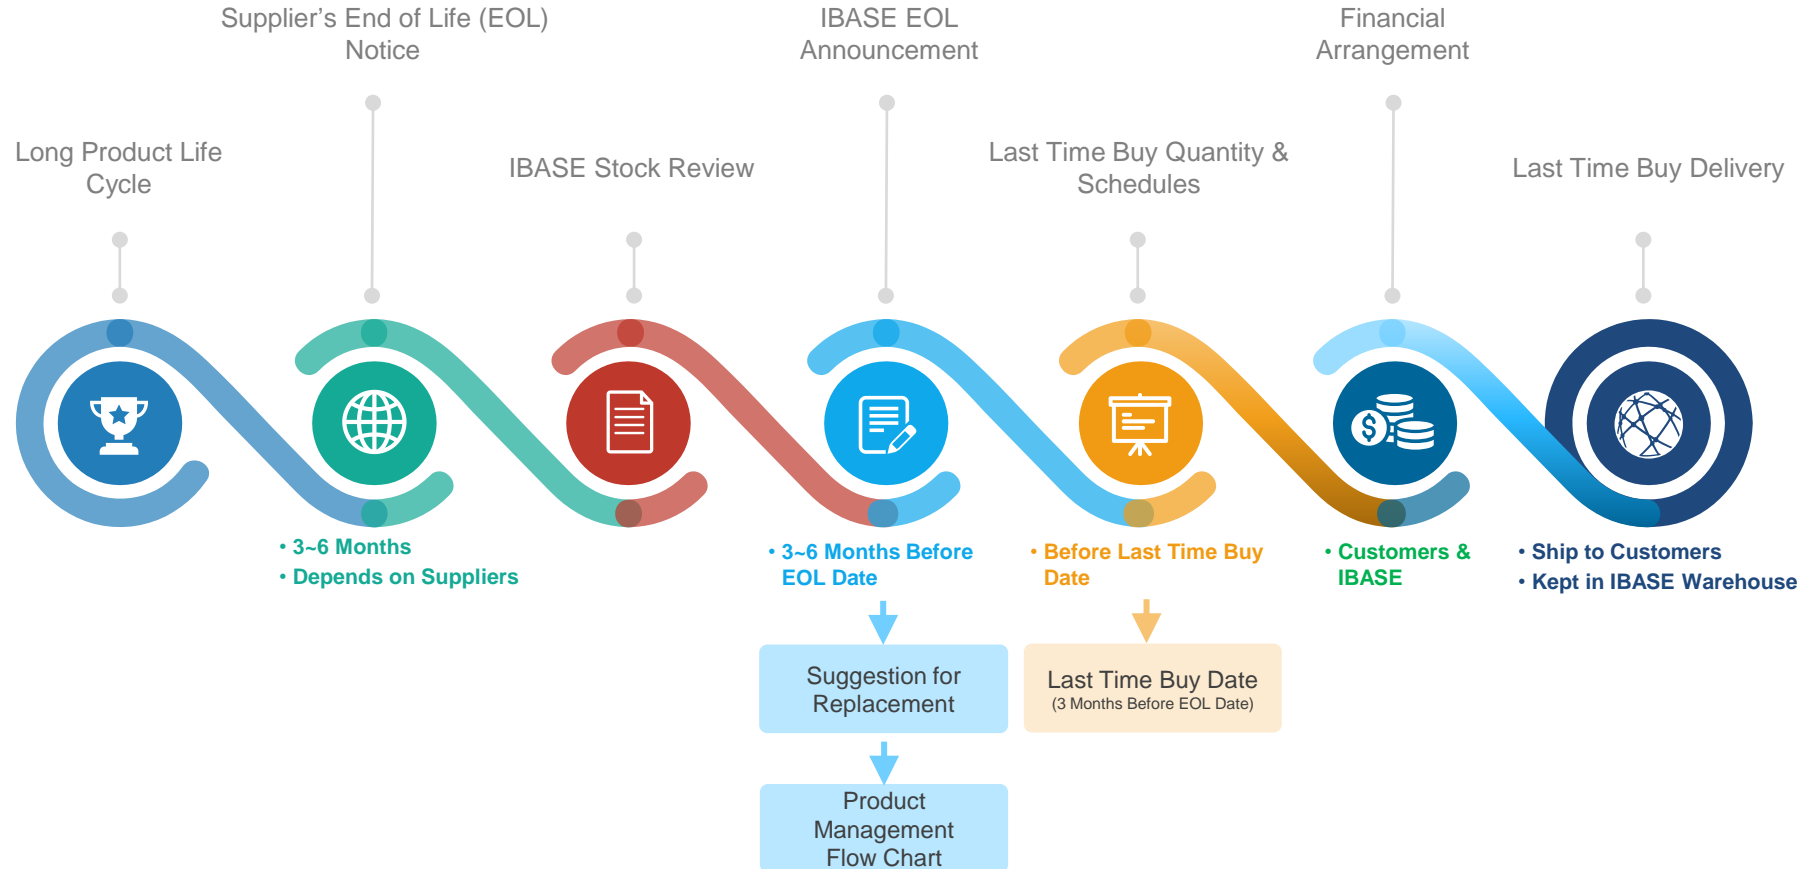 Supplier’s End of Life (EOL)
Notice
IBASE EOL
Announcement
Financial
Arrangement
Long Product Life
Cycle
IBASE Stock Review
Last Time Buy Quantity &
Schedules
Last Time Buy Delivery
$
• 3~6 Months
• Depends on Suppliers
• 3~6 Months Before
EOL Date
• Before Last Time Buy
Date
• Customers &
IBASE
• Ship to Customers
• Kept in IBASE Warehouse
Suggestion for
Replacement
Last Time Buy Date
(3 Months Before EOL Date)
Product
Management
Flow Chart